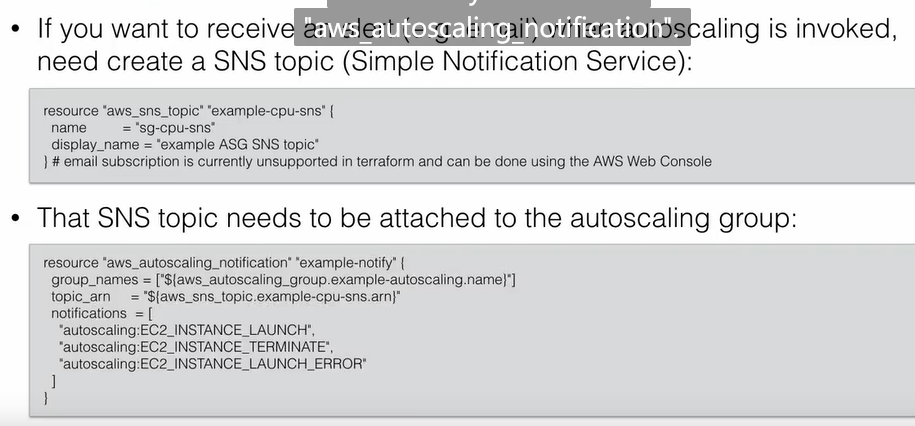 • If you want to receive autoscaling is invoked,
"aws_autoscaling_notification"
need create a SNS topic (Simple Notification Service):
resource "aws_sns_topic" "example-cpu-sns" {
name = "sg-cpu-sns"
display_name = "example ASG SNS topic"
} # email subscription is currently unsupported in terraform and can be done using the AWS Web Console
• That SNS topic needs to be attached to the autoscaling group:
resource "aws_autoscaling_notification" "example-notify" {
group_names = ["${aws_autoscaling_group.example-autoscaling.name}"]
topic_arn = "${aws_sns_topic.example-cpu-sns.arn}"
notifications = [
"autoscaling:EC2_INSTANCE_LAUNCH",
"autoscaling:EC2_INSTANCE_TERMINATE",
"autoscaling:EC2_INSTANCE_LAUNCH_ERROR"
]
}